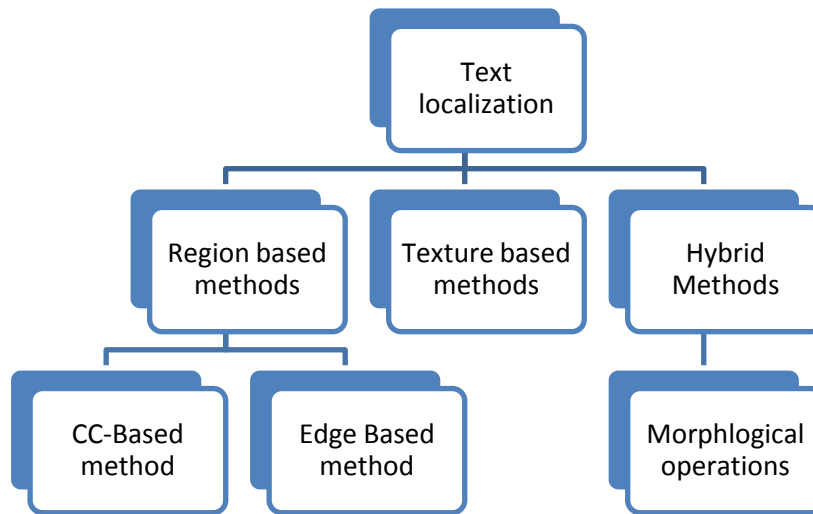 Text
localization
Region based
methods
Texture based
methods
Hybrid
Methods
CC-Based
method
Edge Based
method
Morphlogical
operations